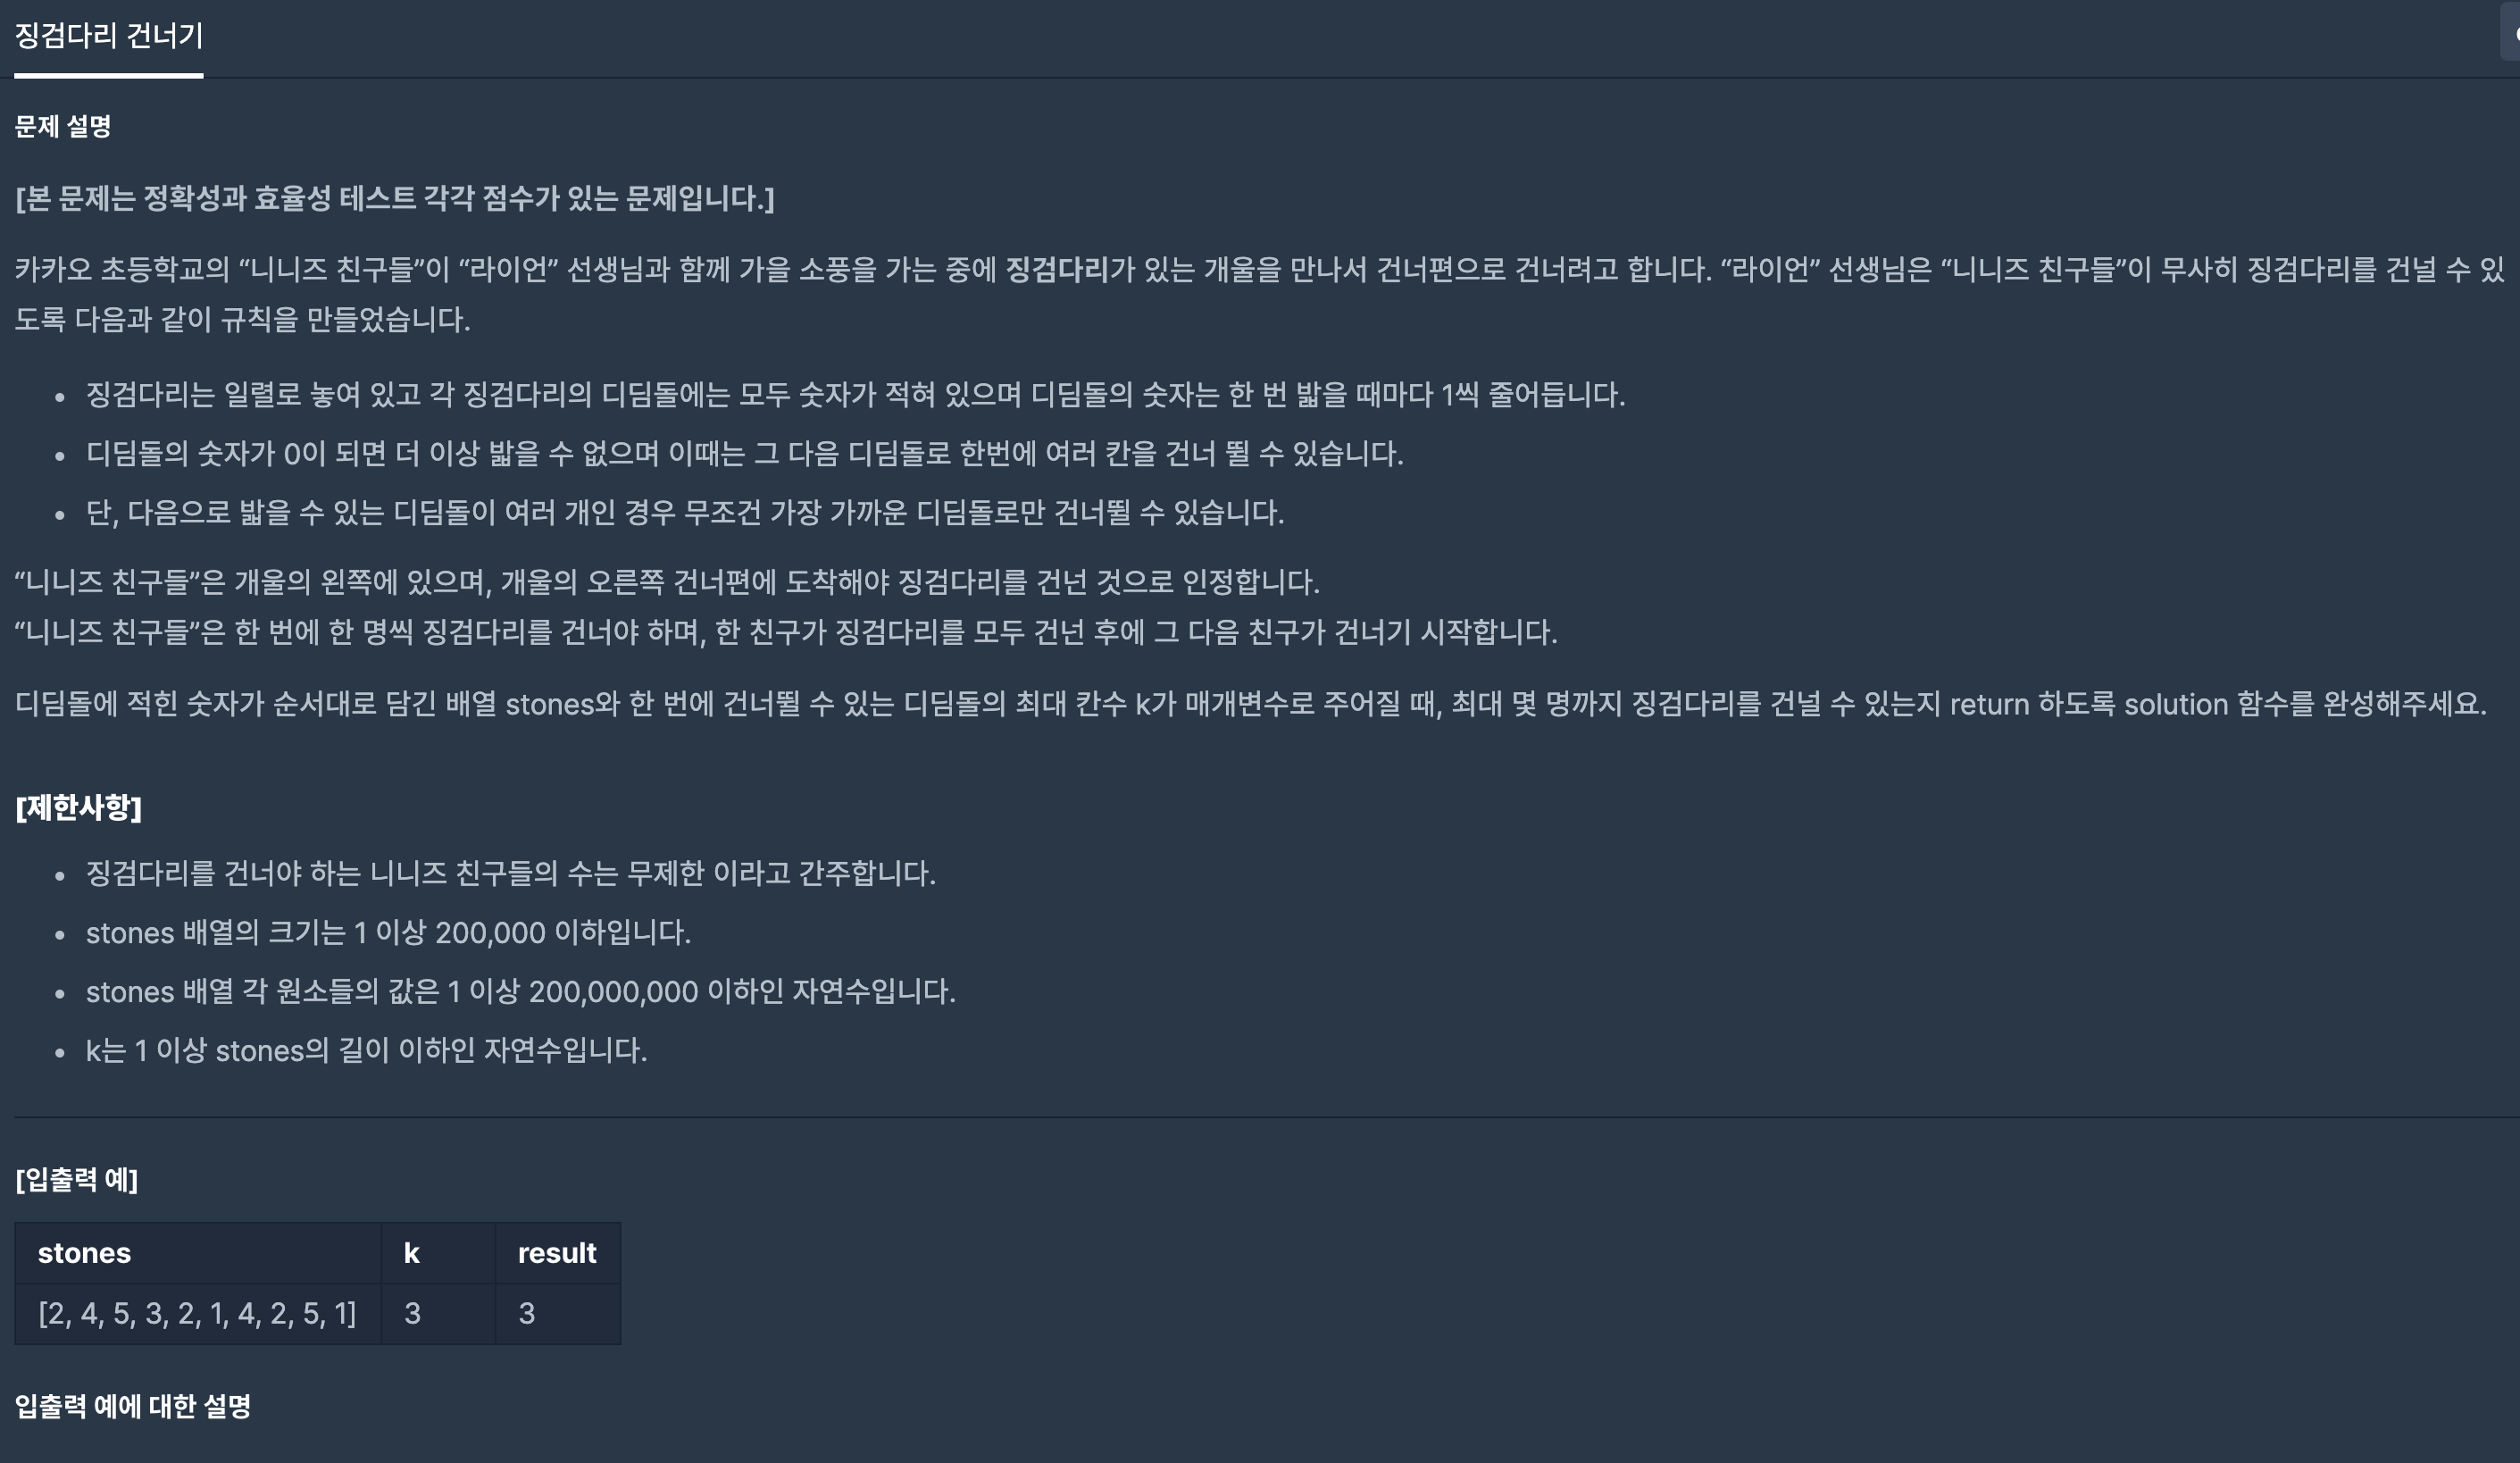 징검다리 건너기
문제 설명
[본 문제는 정확성과 효율성 테스트 각각 점수가 있는 문제입니다.]
카카오 초등학교의 “니니즈 친구들”이 “라이언” 선생님과 함께 가을 소풍을 가는 중에 징검다리가 있는 개울을 만나서 건너편으로 건너려고 합니다. “라이언” 선생님은 “니니즈 친구들”이 무사히 징검다리를 건널 수 있
도록 다음과 같이 규칙을 만들었습니다.
• 징검다리는 일렬로 놓여 있고 각 징검다리의 디딤돌에는 모두 숫자가 적혀 있으며 디딤돌의 숫자는 한 번 밟을 때마다 1씩 줄어듭니다.
• 디딤돌의 숫자가 0이 되면 더 이상 밟을 수 없으며 이때는 그 다음 디딤돌로 한번에 여러 칸을 건너 뛸 수 있습니다.
• 단, 다음으로 밟을 수 있는 디딤돌이 여러 개인 경우 무조건 가장 가까운 디딤돌로만 건너뛸 수 있습니다.
“니니즈 친구들”은 개울의 왼쪽에 있으며, 개울의 오른쪽 건너편에 도착해야 징검다리를 건넌 것으로 인정합니다.
“니니즈 친구들”은 한 번에 한 명씩 징검다리를 건너야 하며, 한 친구가 징검다리를 모두 건넌 후에 그 다음 친구가 건너기 시작합니다.
디딤돌에 적힌 숫자가 순서대로 담긴 배열 stones와 한 번에 건너뛸 수 있는 디딤돌의 최대 칸수 k가 매개변수로 주어질 때, 최대 몇 명까지 징검다리를 건널 수 있는지 return 하도록 solution 함수를 완성해주세요.
[제한사항]
• 징검다리를 건너야 하는 니니즈 친구들의 수는 무제한 이라고 간주합니다.
• stones 배열의 크기는 1 이상 200,000 이하입니다.
• stones 배열 각 원소들의 값은 1 이상 200,000,000 이하인 자연수입니다.
• k는 1 이상 stones의 길이 이하인 자연수입니다.
[입출력 예]
stones k result
[2, 4, 5, 3, 2, 1, 4, 2, 5, 1] 3 3
입출력 예에 대한 설명